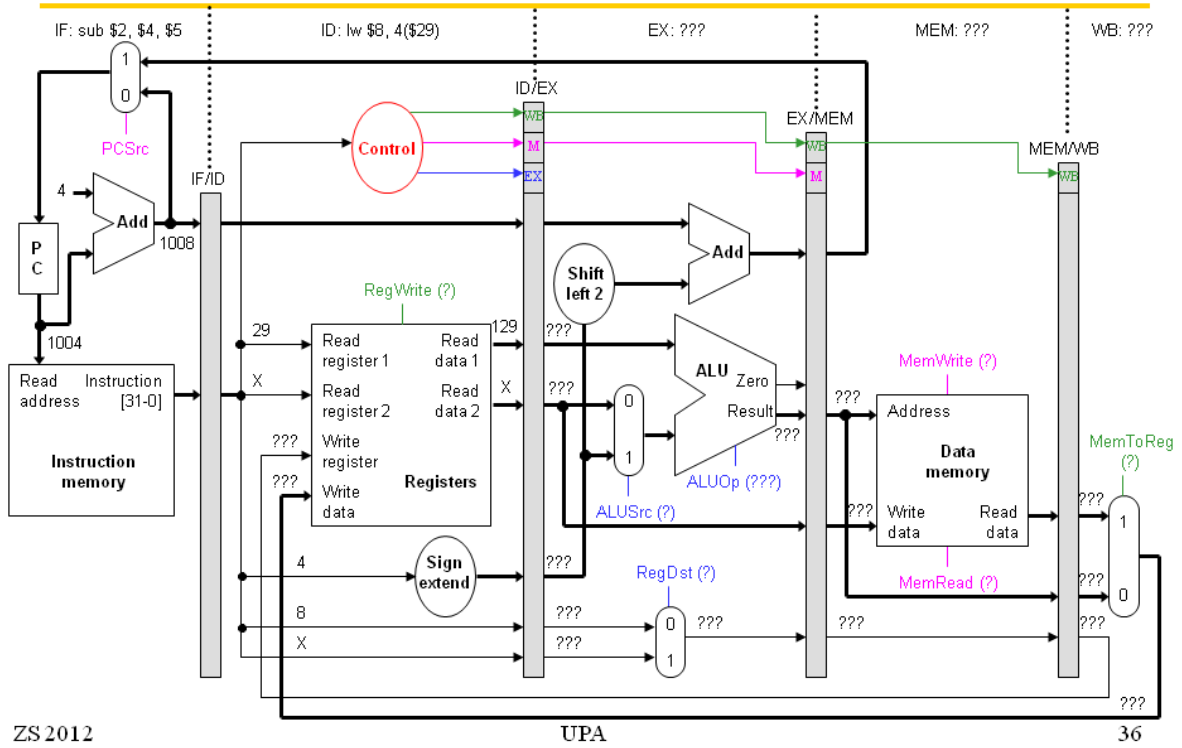 IF: sub $2, $4, $5
ID: lw $8, 4($29)
EX: ???
MEM: ???
WB: ???
1
0
PCSrc
4
Add
1008
P
C
1004
Read
address
Instruction
[31-0]
Instruction
memory
IF/ID
Control
ID/EX
WB
M
EX
EX/MEM
WB
M
MEM/WB
WB
Add
Shift
left 2
RegWrite (?)
29
X
???
???
Read
register 1
Read
data 1
Read
register 2
Read
data 2
Write
register
Registers
Write
data
129
X
???
???
0
1
ALUSrc (?)
ALU
Zero
Result
???
ALUOp (???)
4
Sign
extend
???
8
X
???
???
RegDst (?)
0
1
???
MemWrite (?)
???
Address
Data
memory
???
Write
data
Read
data
MemRead (?)
MemToReg
(?)
???
1
???
0
???
???
???
ZS 2012
UPA
36